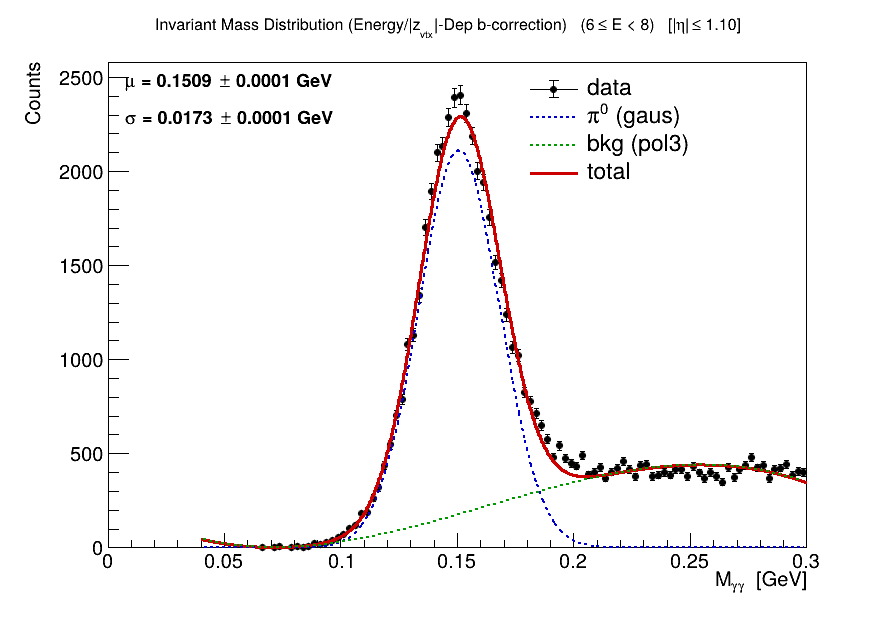 Invariant Mass Distribution (Energy/|z_vtx|-Dep b-correction) (6 ≤ E < 8) [|η| ≤ 1.10]
Counts
μ = 0.1509 ± 0.0001 GeV
σ = 0.0173 ± 0.0001 GeV
data
π⁰ (gaus)
bkg (pol3)
total
2500
2000
1500
1000
500
0
0 0.05 0.1 0.15 0.2 0.25 0.3
M_γγ [GeV]